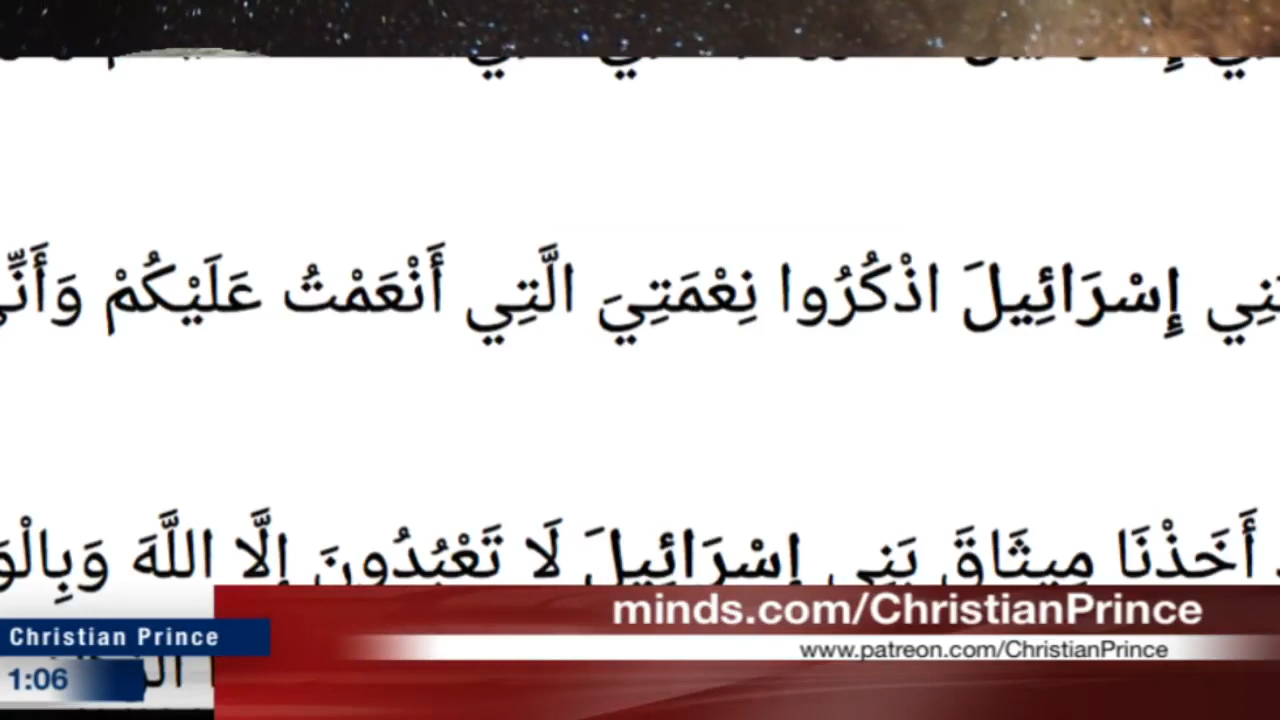 إِسْرَائِيلَ اذْكُرُوا نِعْمَتِيَ الَّتِي أَنْعَمْتُ عَلَيْكُمْ
أَخَذْنَا مِيثَاقَ بَنِي إِسْرَائِيلَ لَا تَعْبُدُونَ إِلَّا اللَّهَ
minds.com/ChristianPrince
Christian Prince
www.patreon.com/ChristianPrince
1:06